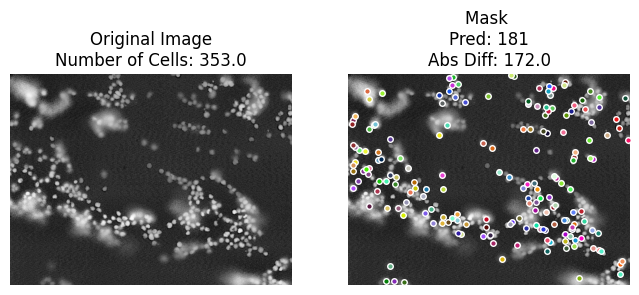 Original Image
Number of Cells: 353.0
Mask
Pred: 181
Abs Diff: 172.0